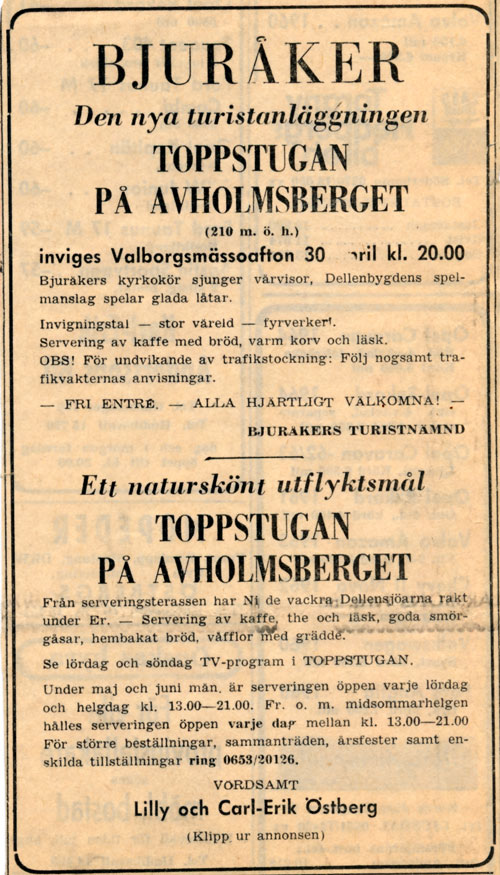 BJURÅKER
Den nya turistanläggningen
TOPPSTUGAN
PÅ AVHOLMSBERGET
(210 m. ö. h.)
inviges Valborgsmässoafton 30 vril kl. 20.00
Bjuråkers kyrkokör sjunger vårvisor, Dellenbygdens spel-
manslag spelar glada låtar.
Invigningstal — stor våreld — fyrverkeri.
Servering av kaffe med bröd, varm korv och läsk.
OBS! För undvikande av trafikstockning: Följ nogsamt tra-
fikvakternas anvisningar.
— FRI ENTRÉ. — ALLA HJÄRTLIGT VÄLKOMNA! —
BJURÅKERS TURISTNÄMND
Ett naturskönt utflyktsmål
TOPPSTUGAN
PÅ AVHOLMSBERGET
Från serveringsterassen har Ni de vackra Dellensjöarna rakt
under Er. — Servering av kaffe, the och läsk, goda smör-
gåsar, hembakat bröd, våfflor med grädde.
Se lördag och söndag TV-program i TOPPSTUGAN.
Under maj och juni mån. är serveringen öppen varje lördag
och helgdag kl. 13.00—21.00. Fr. o. m. midsommarhelgen
hålles serveringen öppen varje dag mellan kl. 13.00—21.00
För större beställningar, sammanträden, årsfester samt en-
skilda tillställningar ring 0653/20126.
VÖRDSAMT
Lilly och Carl-Erik Östberg
(Klipp ur annonsen)